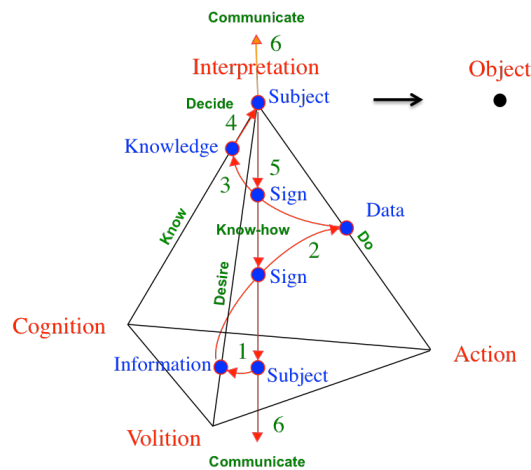 Communicate
6
Interpretation
Object
Decide
Subject
4
Knowledge
3
5
Sign
Data
Know
Know-how
2
Do
Desire
Sign
Cognition
1
Information
Subject
Action
Volition
6
Communicate